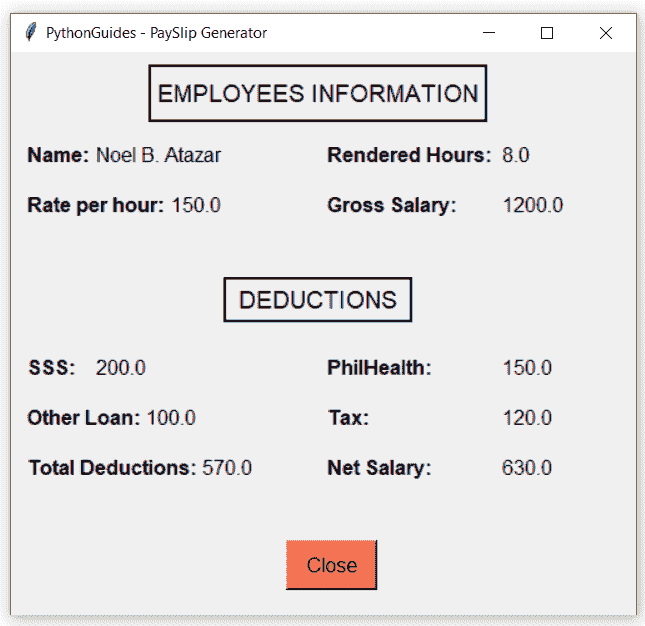 PythonGuides - PaySlip Generator
EMPLOYEES INFORMATION
Name: Noel B. Atazar Rendered Hours: 8.0
Rate per hour: 150.0 Gross Salary: 1200.0
DEDUCTIONS
SSS: 200.0 PhilHealth: 150.0
Other Loan: 100.0 Tax: 120.0
Total Deductions: 570.0 Net Salary: 630.0
Close